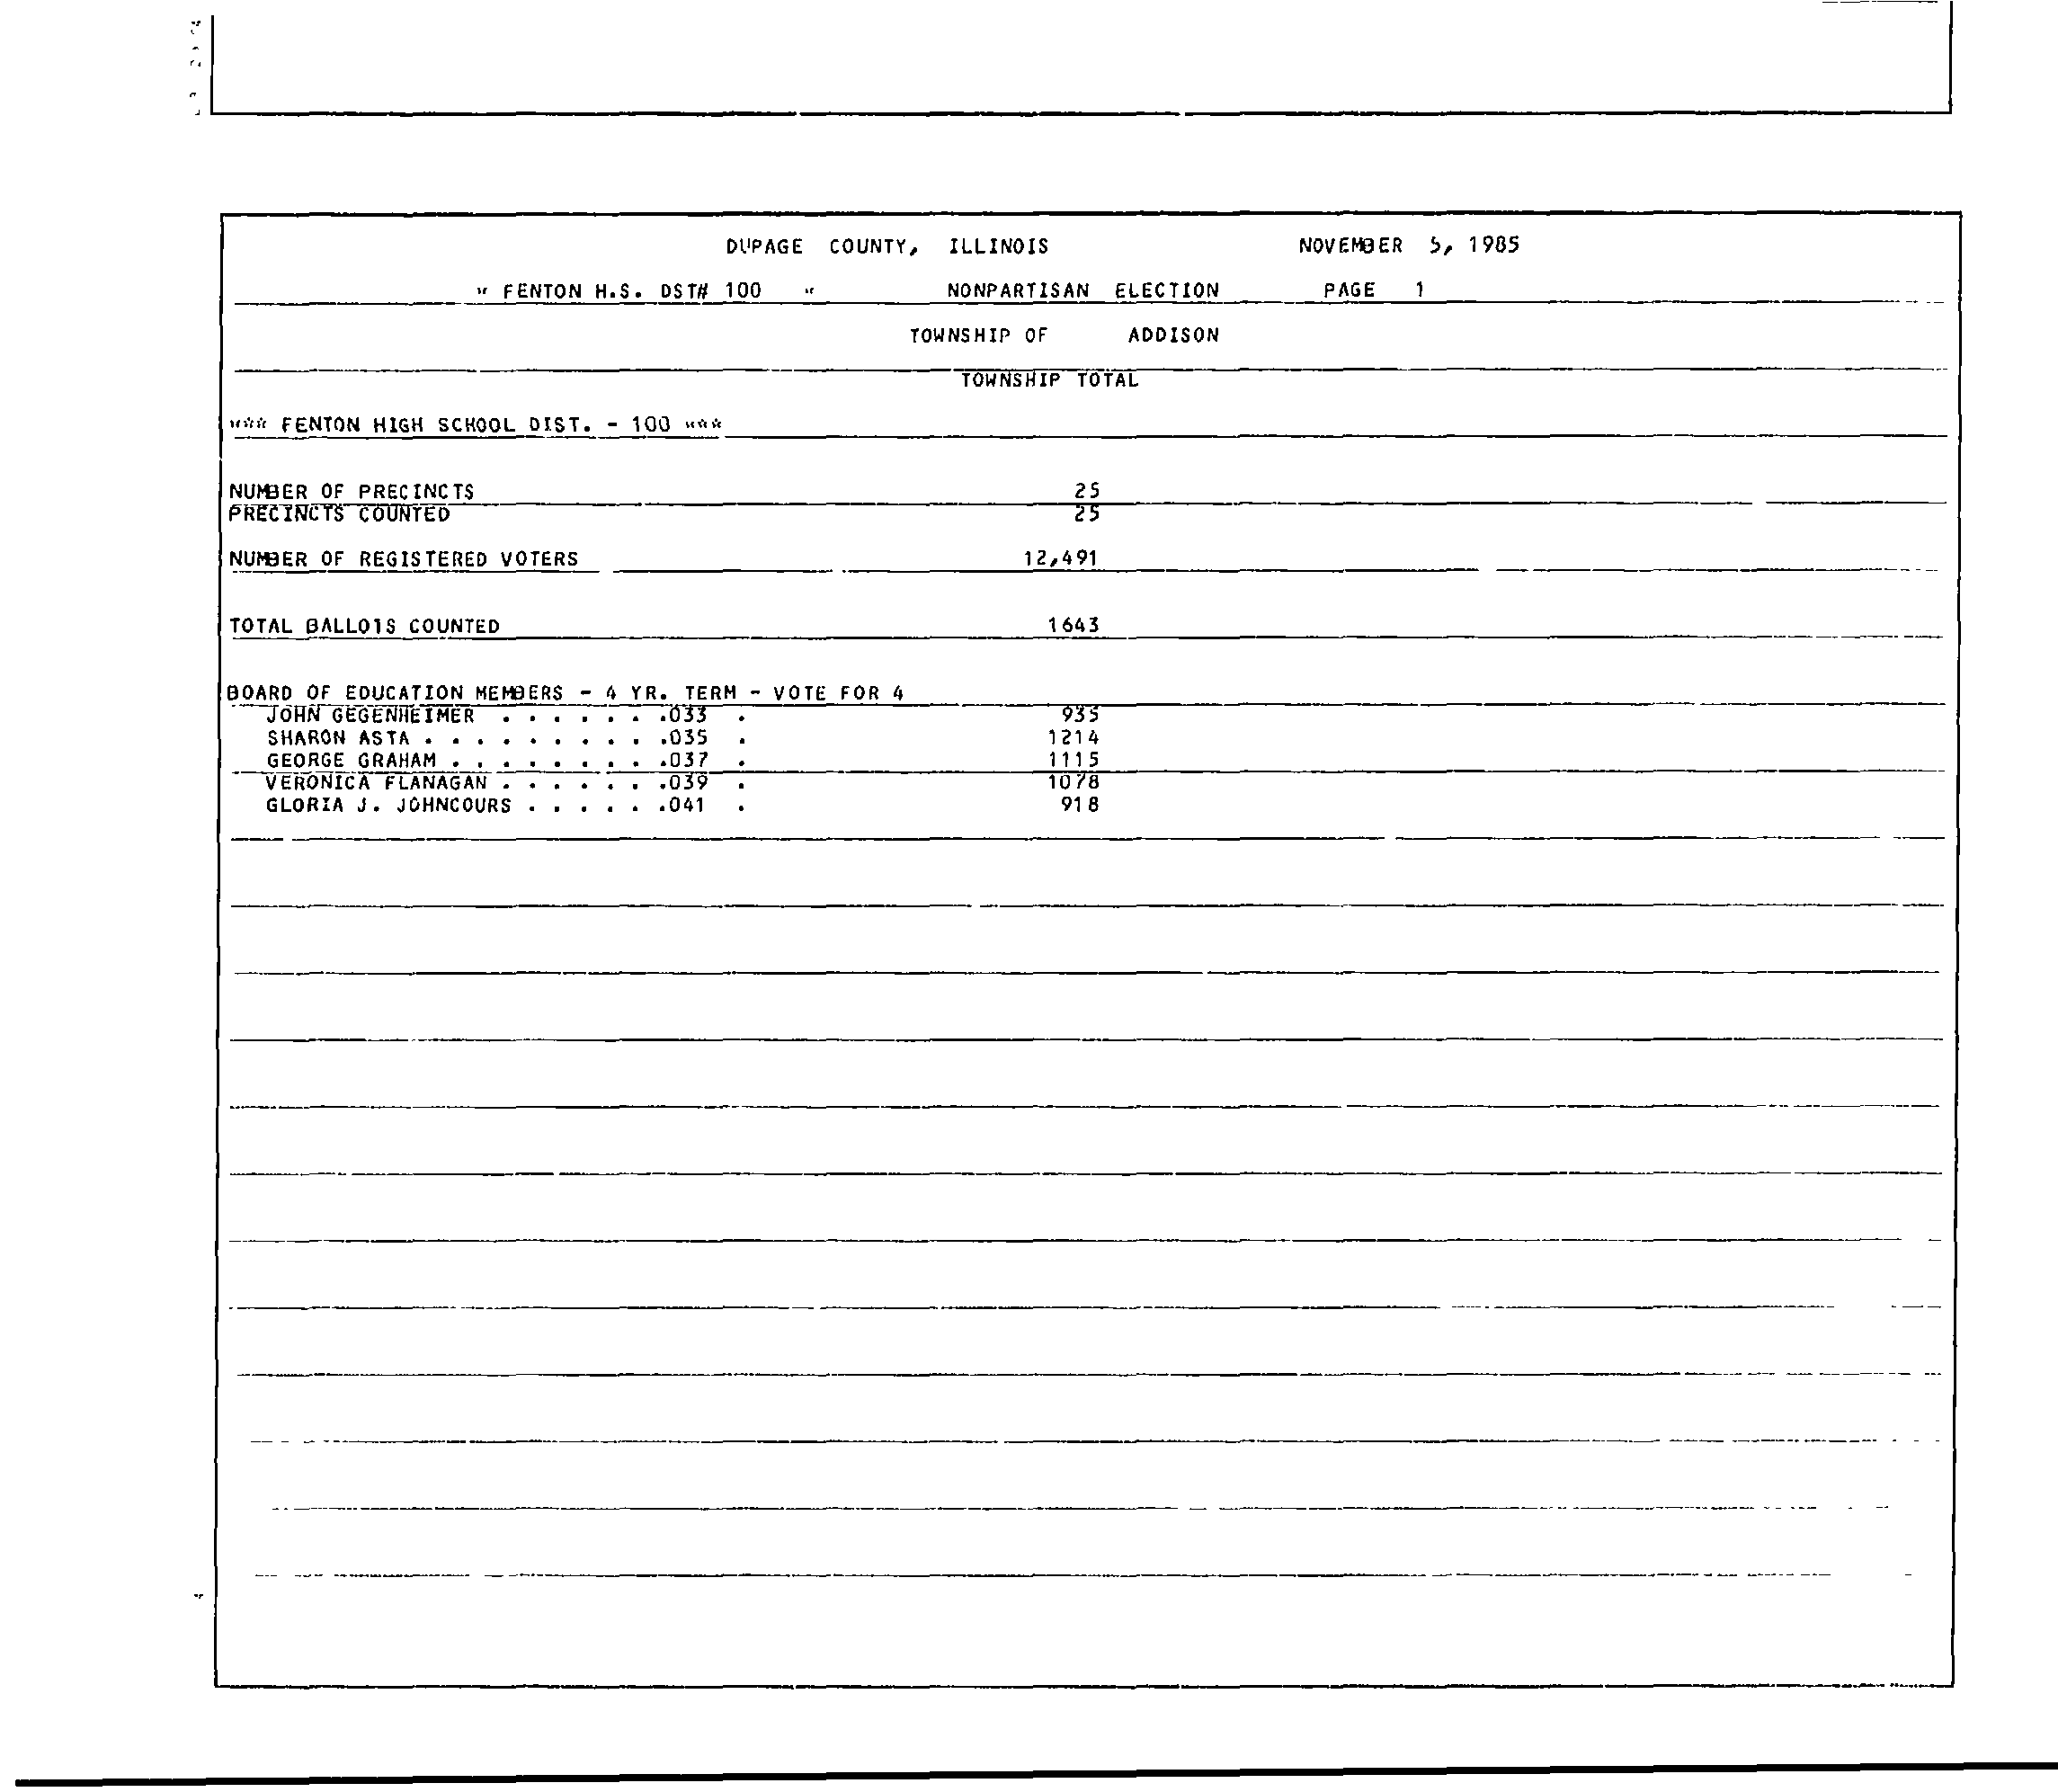 DUPAGE COUNTY, ILLINOIS NOVEMBER 5, 1985
* FENTON H.S. DST# 100 * NONPARTISAN ELECTION PAGE 1
TOWNSHIP OF ADDISON
TOWNSHIP TOTAL
*** FENTON HIGH SCHOOL DIST. - 100 ***
NUMBER OF PRECINCTS 25
PRECINCTS COUNTED 25
NUMBER OF REGISTERED VOTERS 12,491
TOTAL BALLOTS COUNTED 1643
BOARD OF EDUCATION MEMBERS - 4 YR. TERM - VOTE FOR 4
JOHN GEGENHEIMER . . . . . . .033 . 935
SHARON ASTA . . . . . . . . . .035 . 1214
GEORGE GRAHAM . . . . . . . . .037 . 1115
VERONICA FLANAGAN . . . . . . .039 . 1078
GLORIA J. JOHNCOURS . . . . . .041 . 918